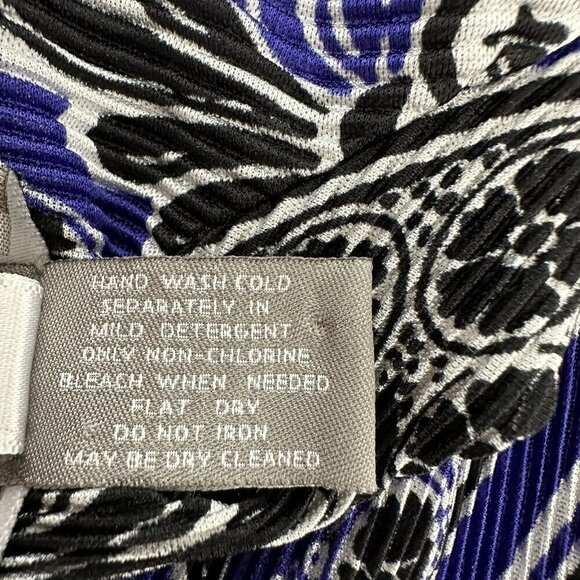 HAND WASH COLD
SEPARATELY IN
MILD DETERGENT
ONLY NON-CHLORINE
BLEACH WHEN NEEDED
FLAT DRY
DO NOT IRON
MAY BE DRY CLEANED